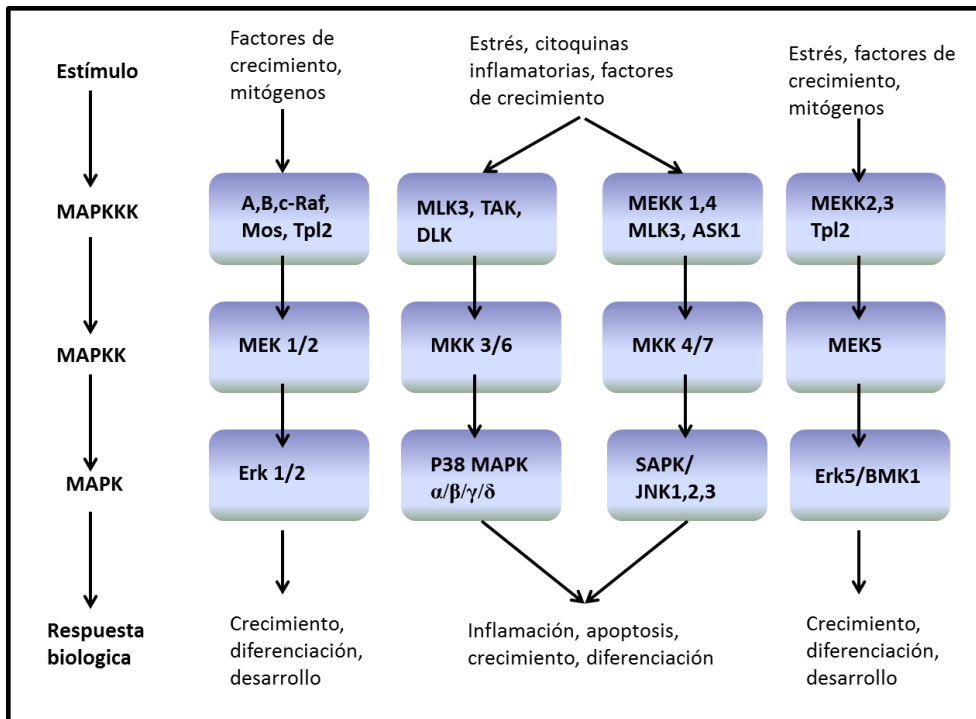 Estímulo
Factores de
crecimiento,
mitógenos
Estrés, citoquinas
inflamatorias, factores
de crecimiento
Estrés, factores de
crecimiento,
mitógenos
MAPKKK
A,B,c-Raf,
Mos, Tpl2
MLK3, TAK,
DLK
MEKK 1,4
MLK3, ASK1
MEKK2,3
Tpl2
MAPKK
MEK 1/2
MKK 3/6
MKK 4/7
MEK5
MAPK
Erk 1/2
P38 MAPK
α/β/γ/δ
SAPK/
JNK1,2,3
Erk5/BMK1
Respuesta
biologica
Crecimiento,
diferenciación,
desarrollo
Inflamación, apoptosis,
crecimiento, diferenciación
Crecimiento,
diferenciación,
desarrollo